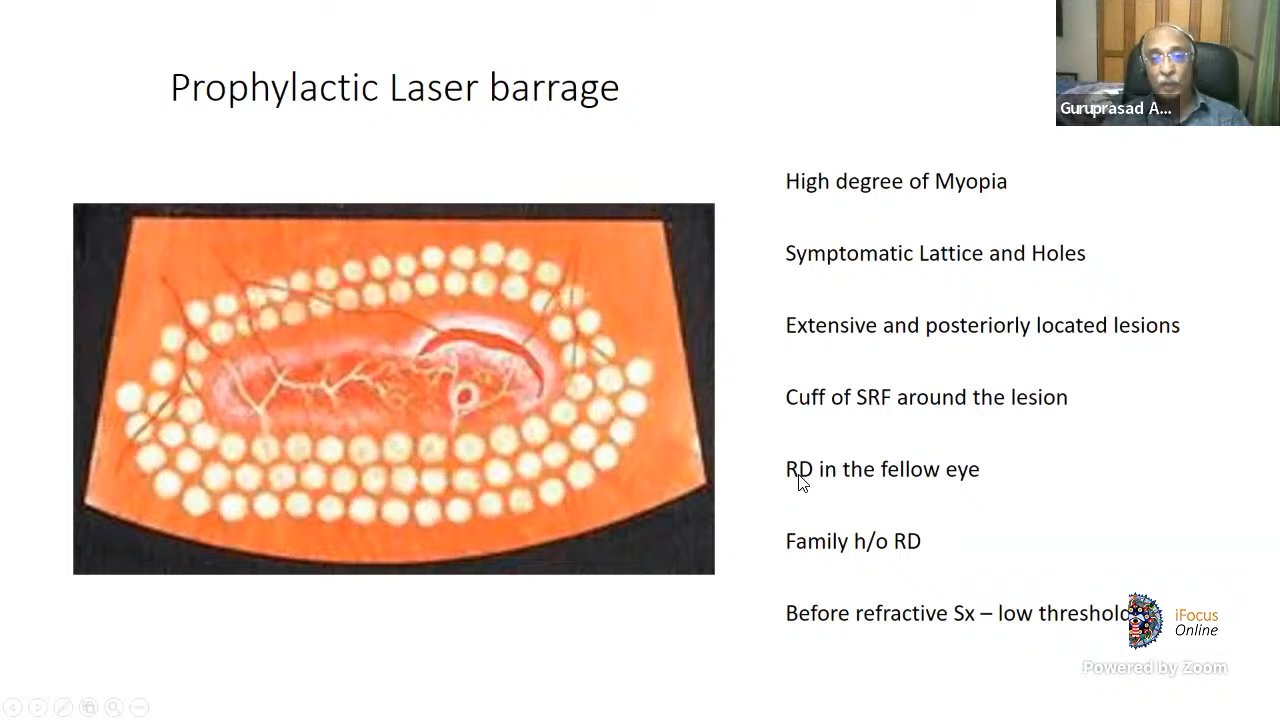 Prophylactic Laser barrage
Guruprasad A...
High degree of Myopia
Symptomatic Lattice and Holes
Extensive and posteriorly located lesions
Cuff of SRF around the lesion
RD in the fellow eye
Family h/o RD
Before refractive Sx – low threshold
iFocus
Online
Powered by Zoom